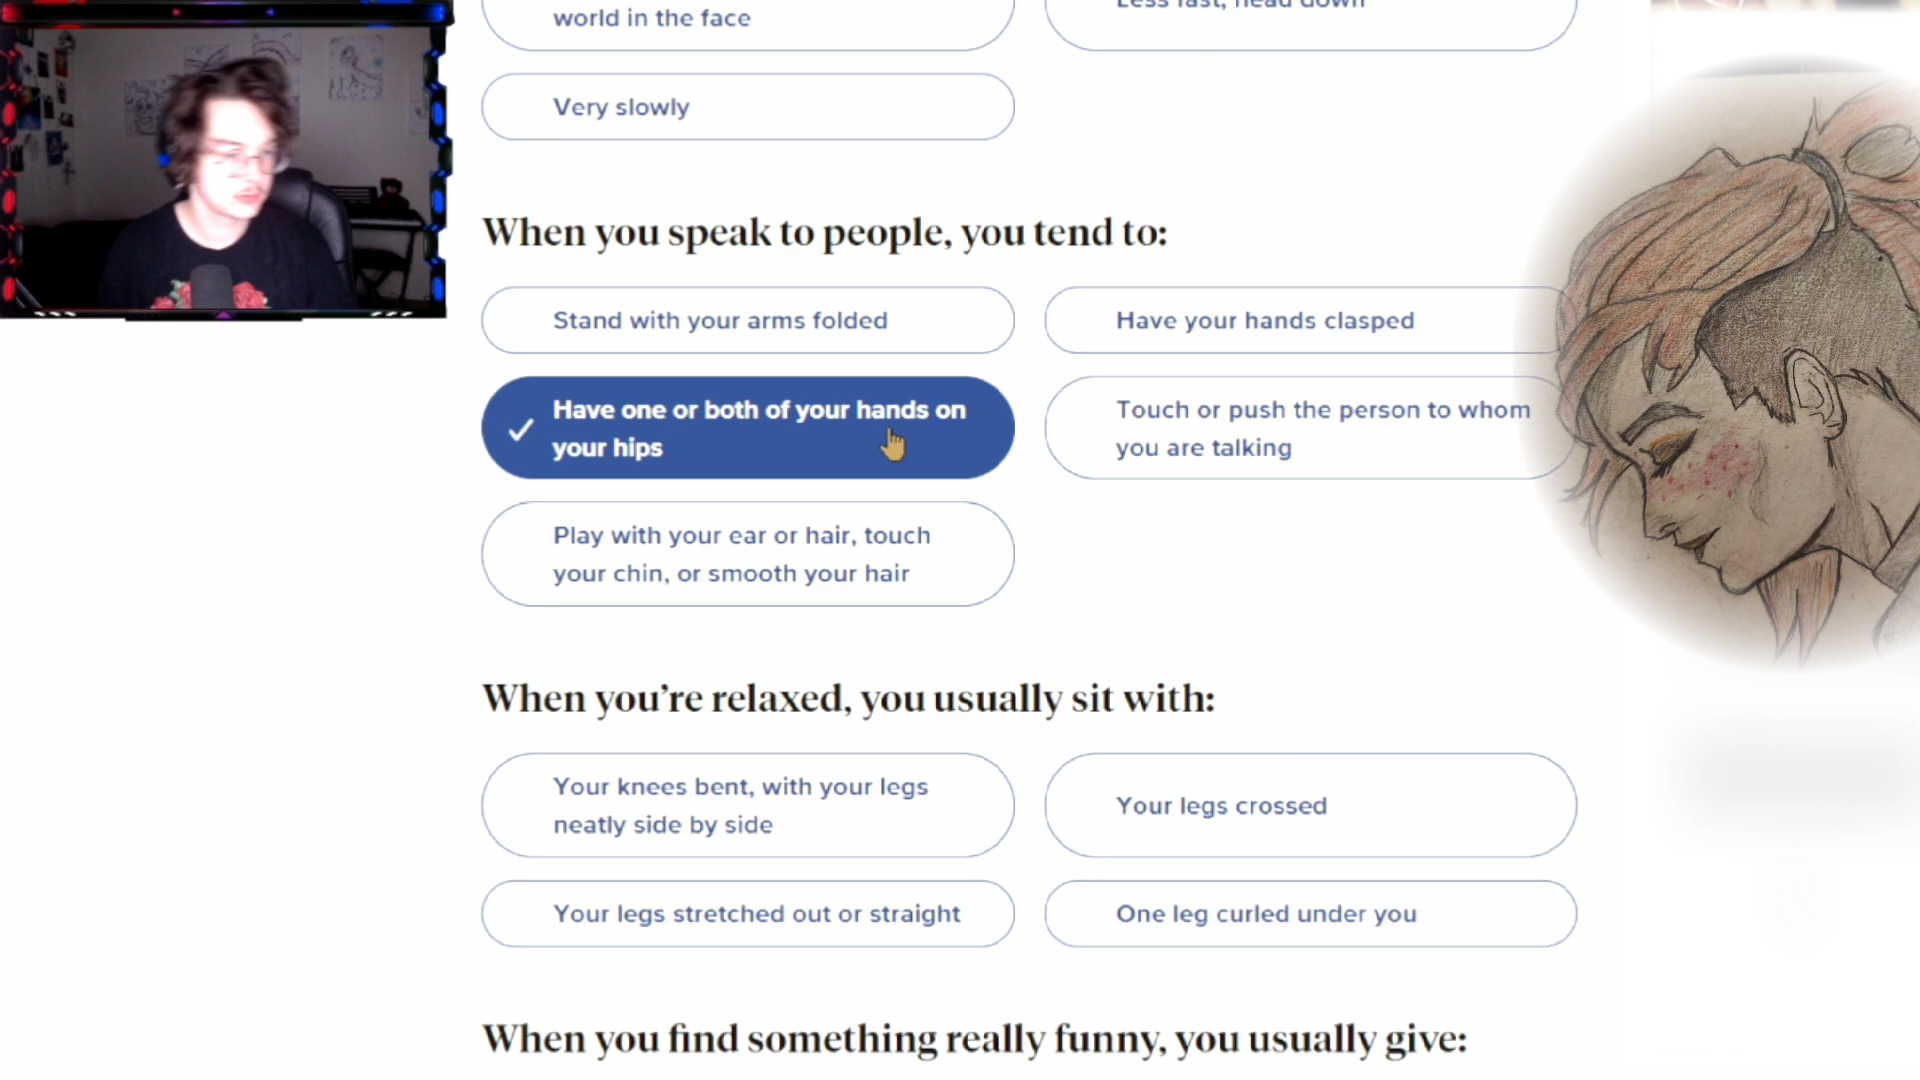 world in the face
Less fast, head down
Very slowly
When you speak to people, you tend to:
Stand with your arms folded
Have your hands clasped
Have one or both of your hands on
your hips
Touch or push the person to whom
you are talking
Play with your ear or hair, touch
your chin, or smooth your hair
When you’re relaxed, you usually sit with:
Your knees bent, with your legs
neatly side by side
Your legs crossed
Your legs stretched out or straight
One leg curled under you
When you find something really funny, you usually give: